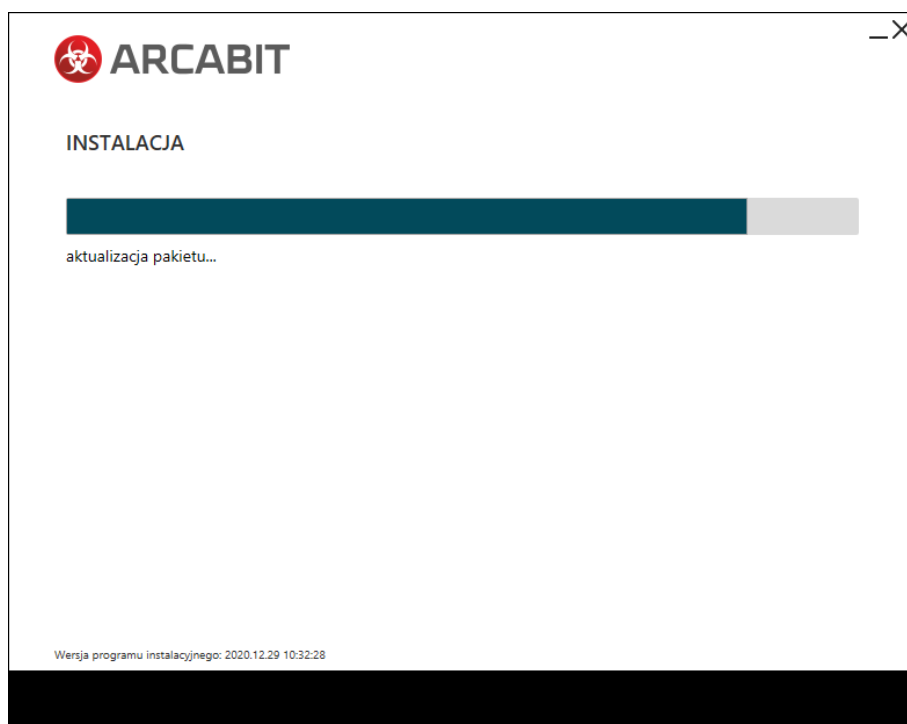 ARCABIT
INSTALACJA
aktualizacja pakietu...
Wersja programu instalacyjnego: 2020.12.29 10:32:28